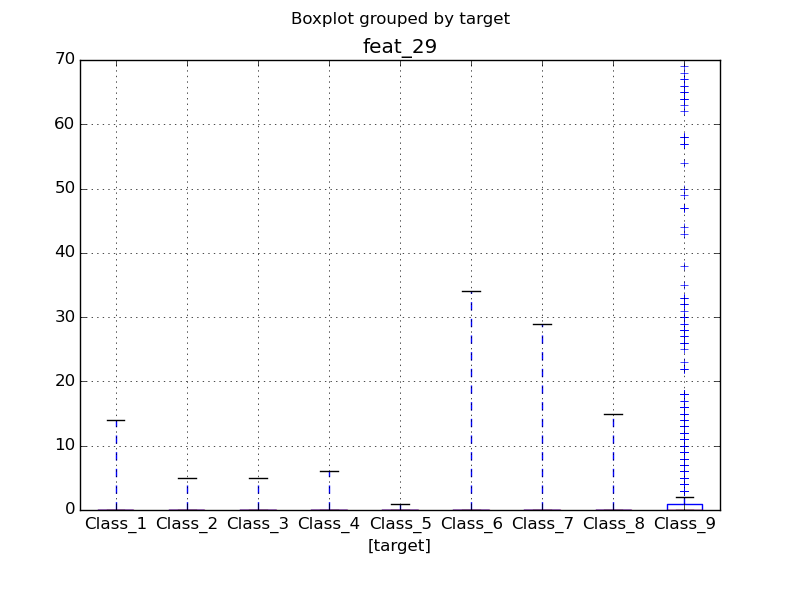 Boxplot grouped by target
feat_29
70
60
50
40
30
20
10
0
Class_1 Class_2 Class_3 Class_4 Class_5 Class_6 Class_7 Class_8 Class_9
[target]